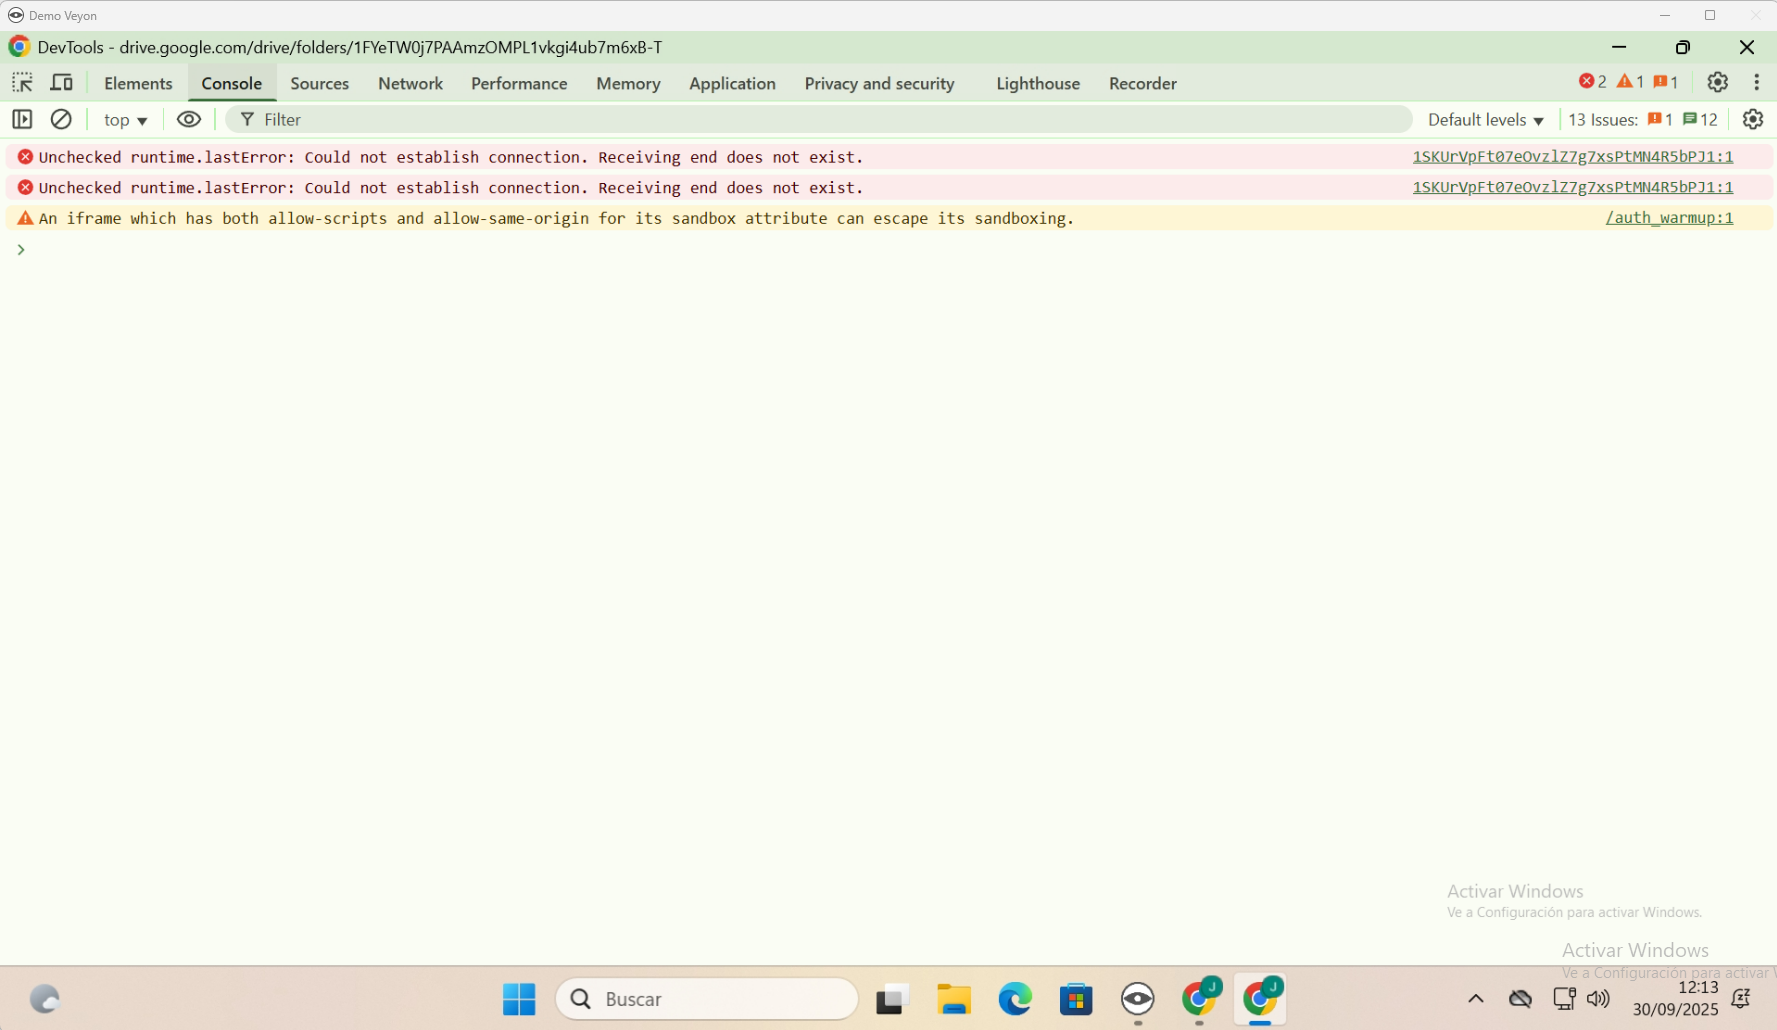 Demo Veyon
DevTools - drive.google.com/drive/folders/1FYeTW0j7PAAmzOMPL1vkgi4ub7m6xB-T
Elements Console Sources Network Performance Memory Application Privacy and security Lighthouse Recorder 2 1 1
top Filter Default levels 13 Issues: 1 12
Unchecked runtime.lastError: Could not establish connection. Receiving end does not exist. 1SKUrVpFt07eOvzlZ7g7xsPtMN4R5bPJ1:1
Unchecked runtime.lastError: Could not establish connection. Receiving end does not exist. 1SKUrVpFt07eOvzlZ7g7xsPtMN4R5bPJ1:1
An iframe which has both allow-scripts and allow-same-origin for its sandbox attribute can escape its sandboxing. /auth_warmup:1
Activar Windows
Ve a Configuración para activar Windows.
Activar Windows
Ve a Configuración para activar
Buscar
J
J
12:13
30/09/2025